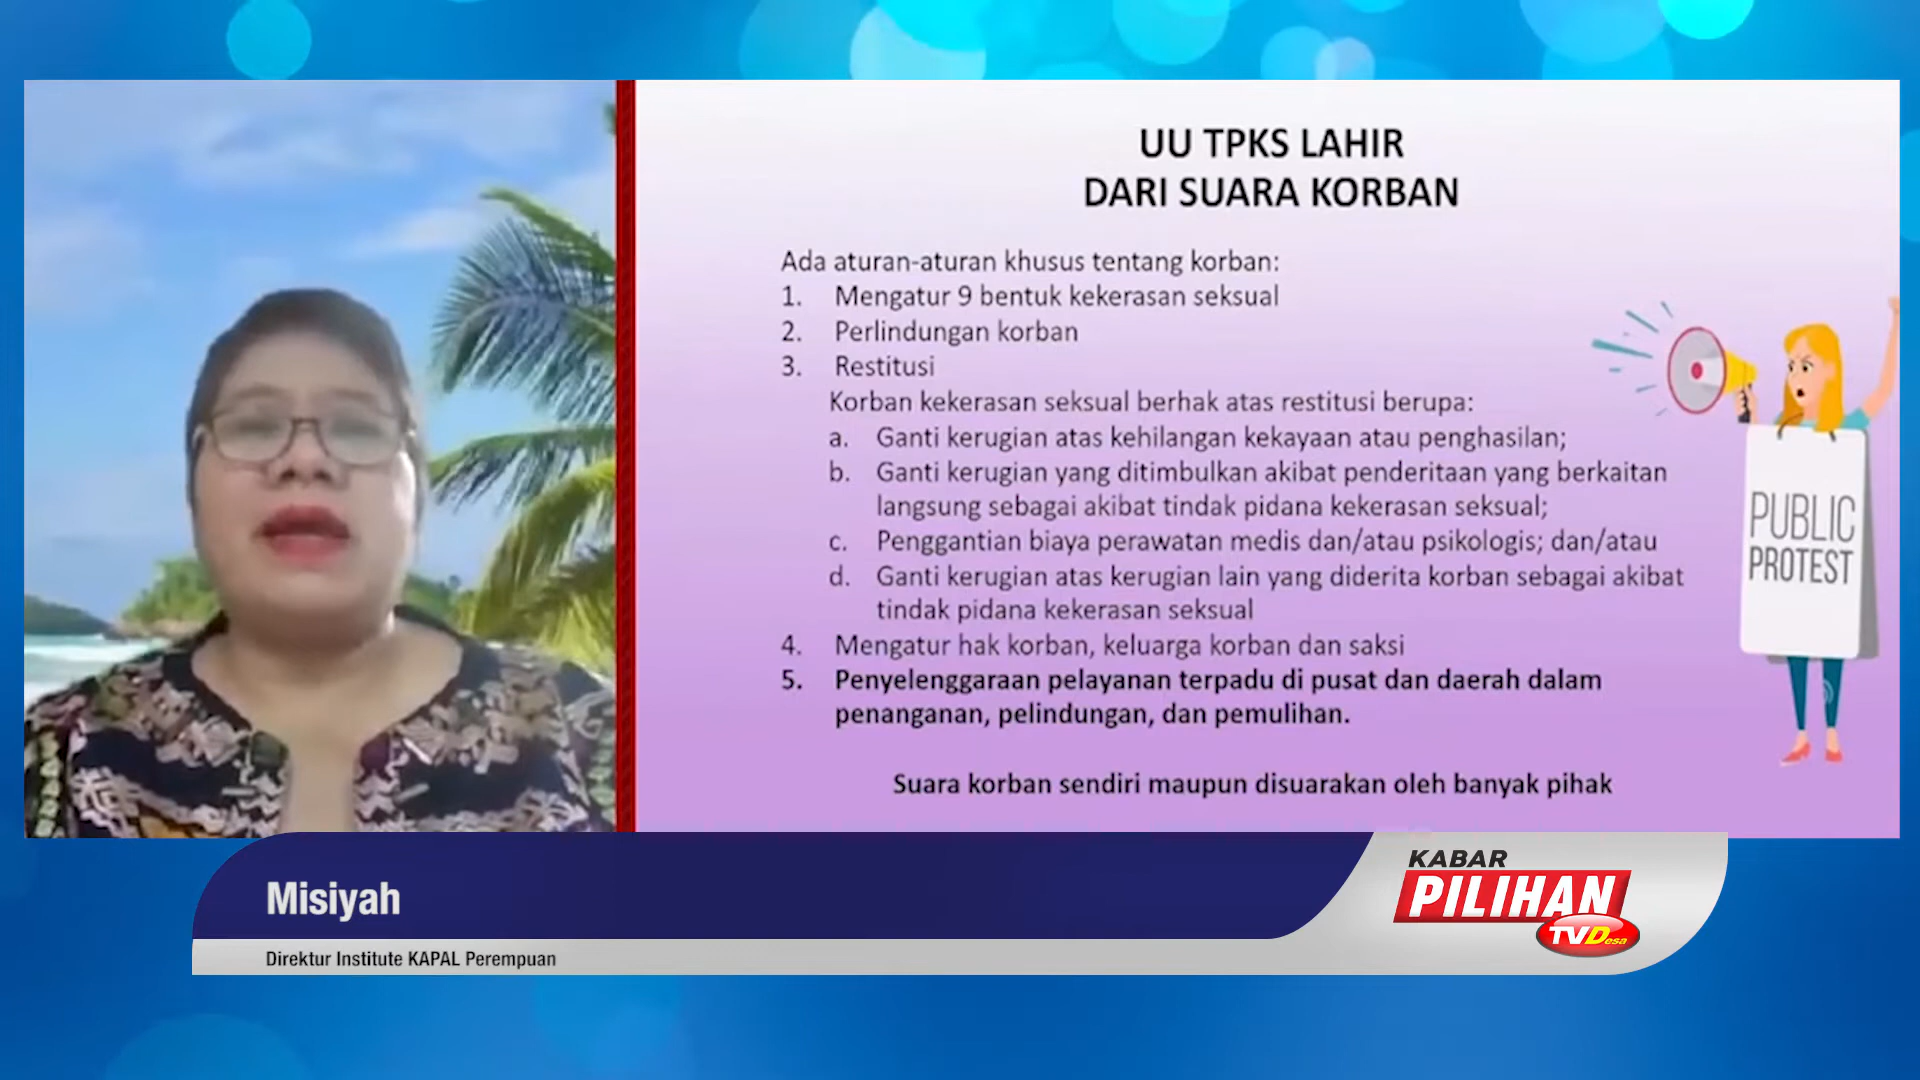 UU TPKS LAHIR
DARI SUARA KORBAN
Ada aturan-aturan khusus tentang korban:
1. Mengatur 9 bentuk kekerasan seksual
2. Perlindungan korban
3. Restitusi
Korban kekerasan seksual berhak atas restitusi berupa:
a. Ganti kerugian atas kehilangan kekayaan atau penghasilan;
b. Ganti kerugian yang ditimbulkan akibat penderitaan yang berkaitan
langsung sebagai akibat tindak pidana kekerasan seksual;
c. Penggantian biaya perawatan medis dan/atau psikologis; dan/atau
d. Ganti kerugian atas kerugian lain yang diderita korban sebagai akibat
tindak pidana kekerasan seksual
4. Mengatur hak korban, keluarga korban dan saksi
5. Penyelenggaraan pelayanan terpadu di pusat dan daerah dalam
penanganan, pelindungan, dan pemulihan.
Suara korban sendiri maupun disuarakan oleh banyak pihak
PUBLIC
PROTEST
Misiyah
Direktur Institute KAPAL Perempuan
KABAR
PILIHAN
TVDesa